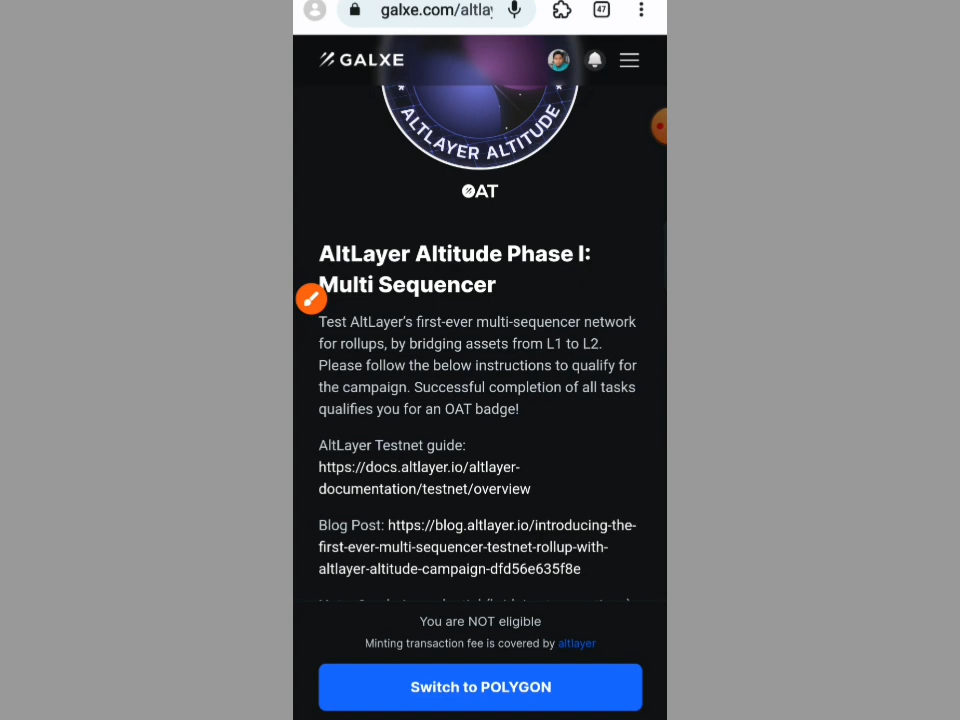 galxe.com/altlay
47
GALXE
ALTLAYER ALTITUDE
OAT
AltLayer Altitude Phase I:
Multi Sequencer
Test AltLayer's first-ever multi-sequencer network
for rollups, by bridging assets from L1 to L2.
Please follow the below instructions to qualify for
the campaign. Successful completion of all tasks
qualifies you for an OAT badge!
AltLayer Testnet guide:
https://docs.altlayer.io/altlayer-
documentation/testnet/overview
Blog Post: https://blog.altlayer.io/introducing-the-
first-ever-multi-sequencer-testnet-rollup-with-
altlayer-altitude-campaign-dfd56e635f8e
You are NOT eligible
Minting transaction fee is covered by altlayer
Switch to POLYGON